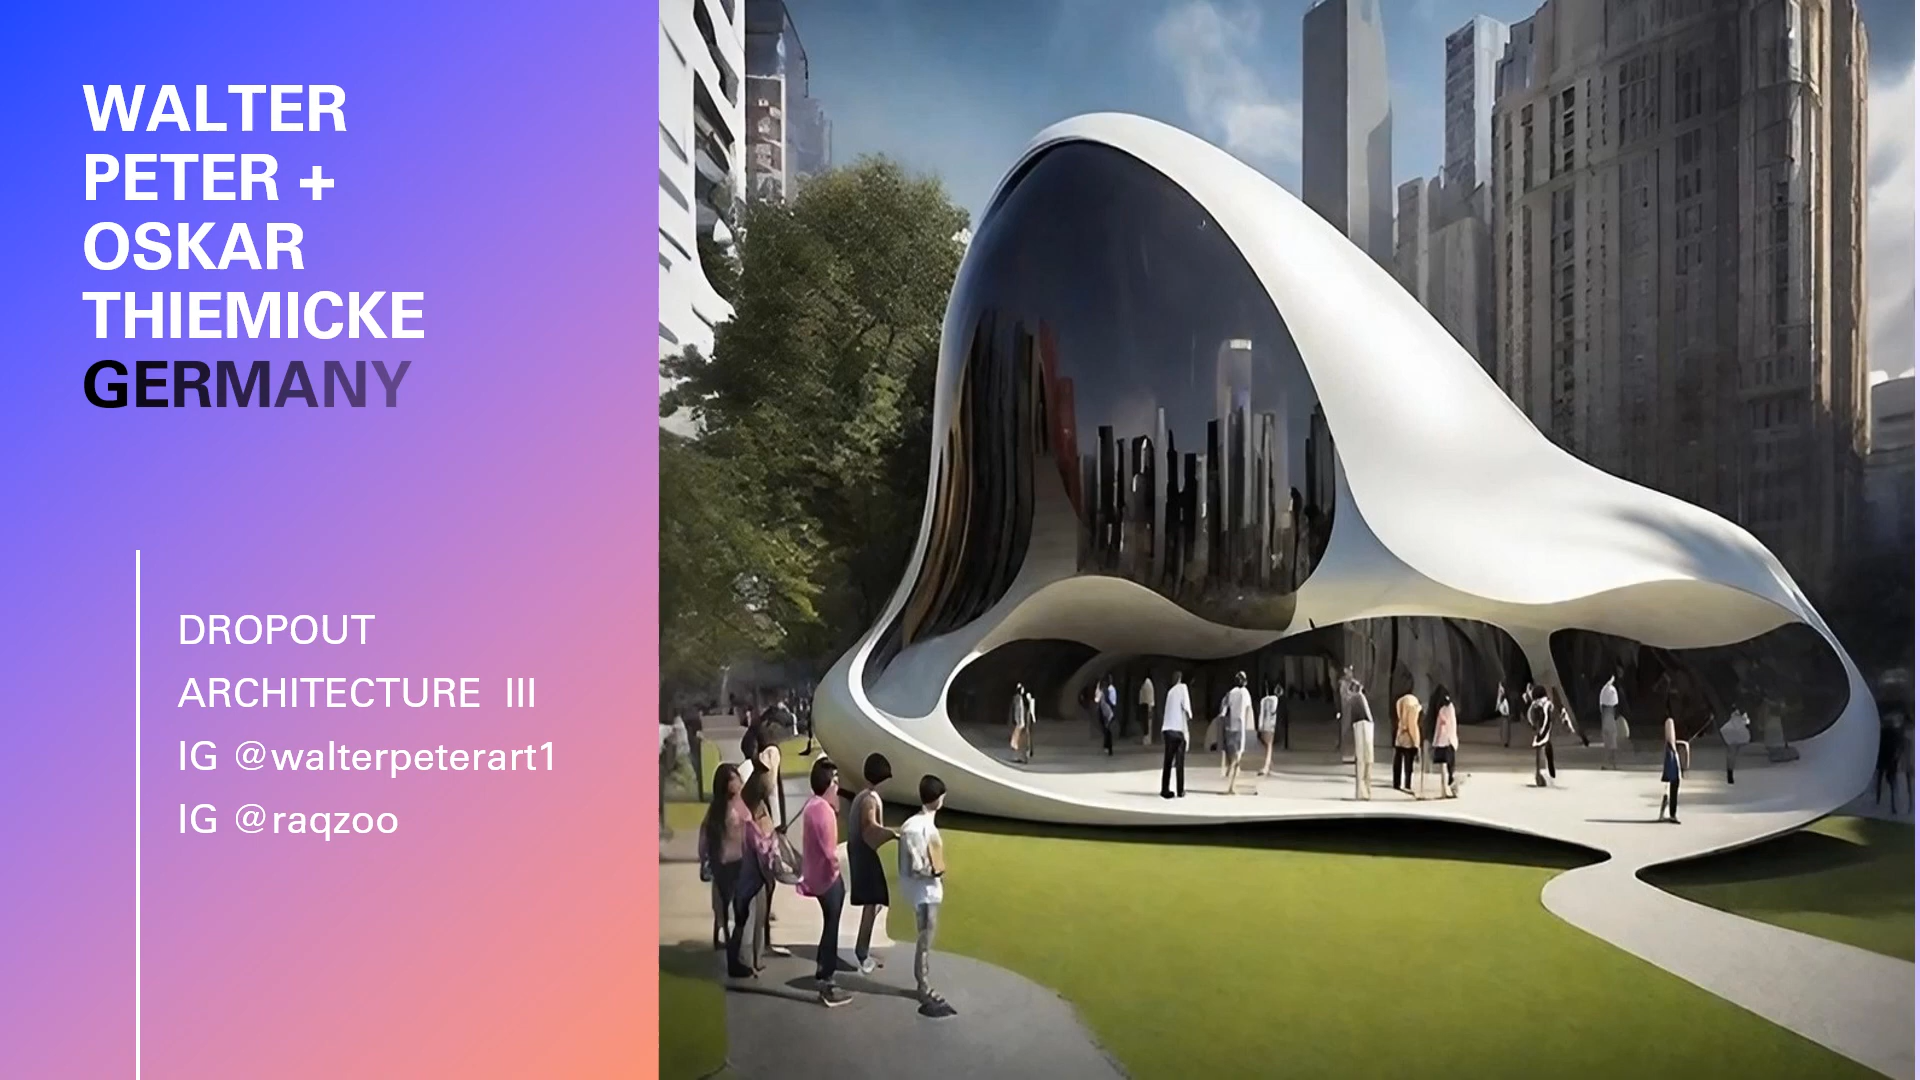 WALTER
PETER +
OSKAR
THIEMICKE
GERMANY
DROPOUT
ARCHITECTURE III
IG @walterpeterart1
IG @raqzoo